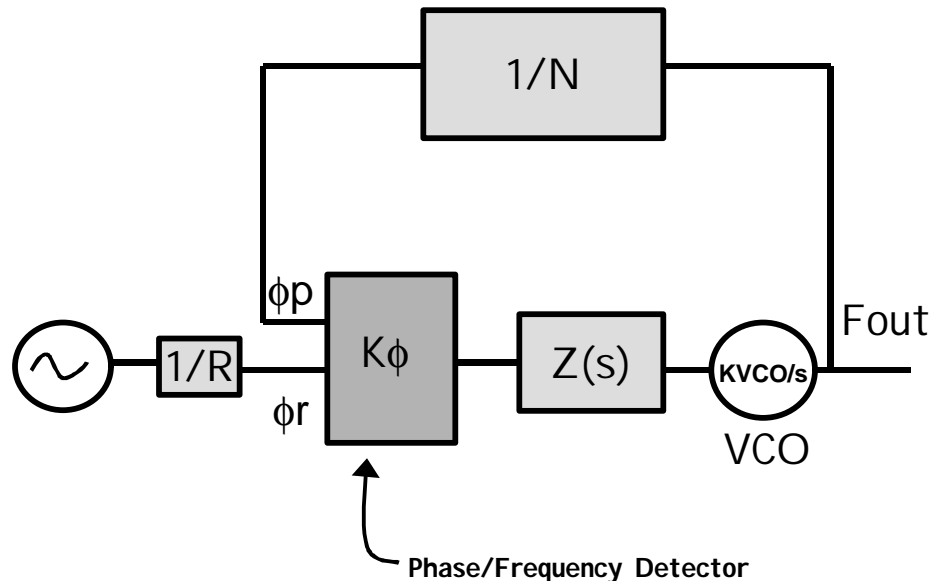 1/N
ϕp
Fout
1/R
Kϕ
Z(s)
KVCO/s
ϕr
VCO
Phase/Frequency Detector